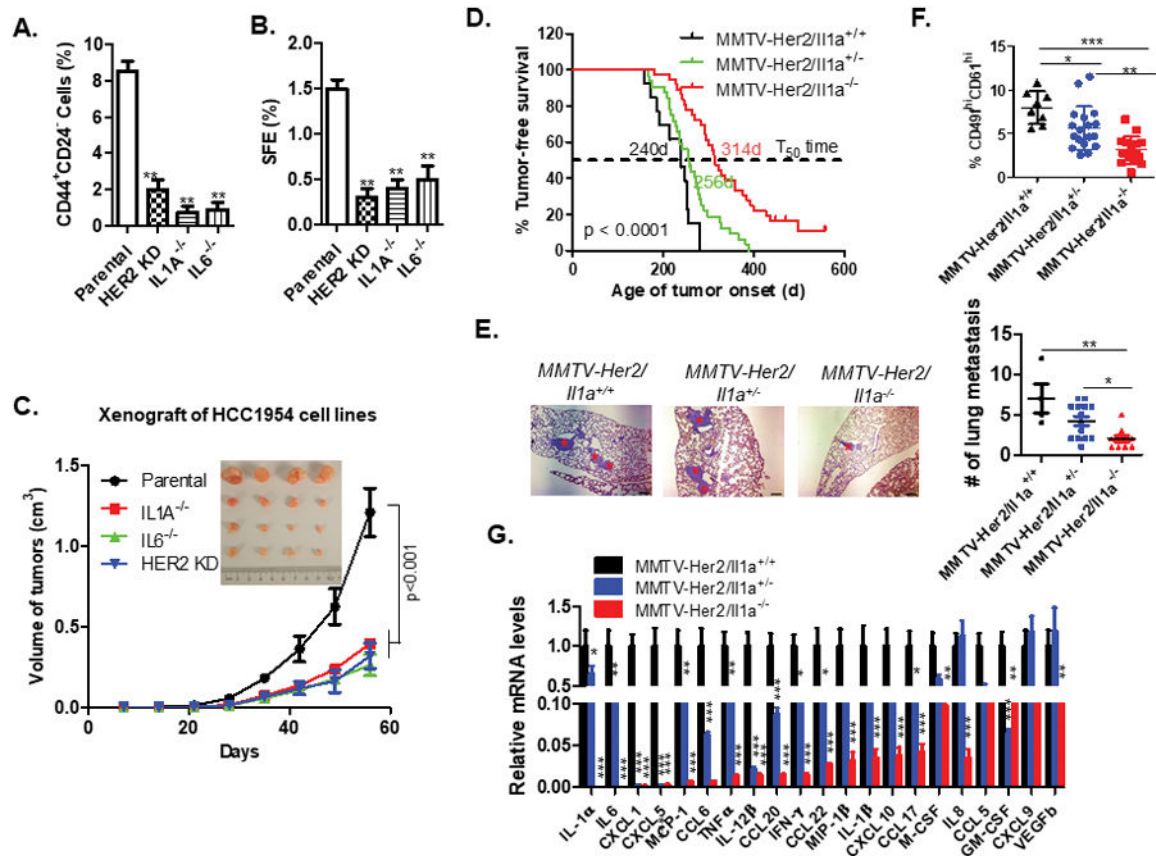 A.
CD44+CD24- Cells (%)
10
8
6
4
2
0
**
**
**
Parental
HER2 KD
IL1A-/-
IL6-/-
B.
SFE (%)
2.0
1.5
1.0
0.5
0.0
**
**
**
Parental
HER2 KD
IL1A-/-
IL6-/-
C.
Xenograft of HCC1954 cell lines
Volume of tumors (cm3)
1.5
1.0
0.5
0.0
0
20
40
60
Days
Parental
IL1A-/-
IL6-/-
HER2 KD
p<0.001
D.
% Tumor-free survival
120
100
80
60
40
20
0
0
200
400
600
Age of tumor onset (d)
MMTV-Her2/Il1a+/+
MMTV-Her2/Il1a+/-
MMTV-Her2/Il1a-/-
240d
314d
T50 time
256d
p < 0.0001
E.
MMTV-Her2/
Il1a+/+
MMTV-Her2/
Il1a+/-
MMTV-Her2/
Il1a-/-
# of lung metastasis
15
10
5
0
**
*
MMTV-Her2/Il1a+/+
MMTV-Her2/Il1a+/-
MMTV-Her2/Il1a-/-
F.
% CD49fhiCD61hi
15
10
5
0
***
*
**
MMTV-Her2/Il1a+/+
MMTV-Her2/Il1a+/-
MMTV-Her2/Il1a-/-
G.
MMTV-Her2/Il1a+/+
MMTV-Her2/Il1a+/-
MMTV-Her2/Il1a-/-
Relative mRNA levels
1.5
1.0
0.5
0.10
0.05
0.00
IL-1α
IL 6
CXCL1
CXCL5
MCP-1
CCL6
TNFα
IL-12β
CCL20
IFN-γ
CCL22
MIP-1β
IL-1β
CXCL10
CCL17
M-CSF
IL8
CCL5
GM-CSF
CXCL9
VEGFb